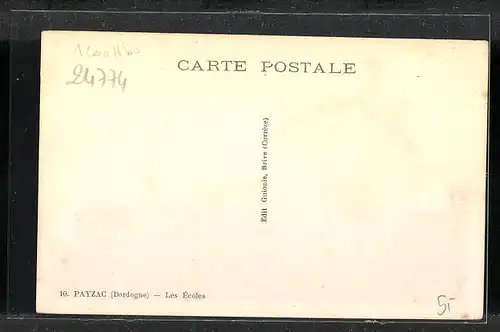 24774
CARTE POSTALE
Edit Guionie, Brive (Corrèze)
10. PAYZAC (Dordogne) — Les Écoles
5,-